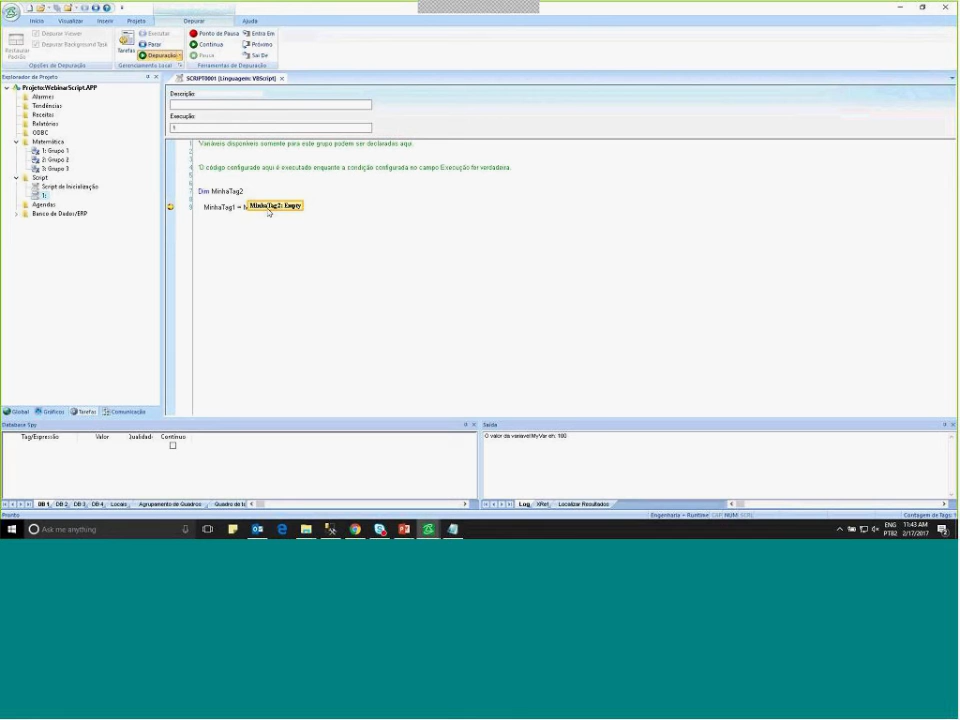 Início Visualizar Inserir Projeto Depurar Ajuda
Restaurar Padrão
Depurar Viewer
Depurar Background Task
Opções de Depuração
Tarefas
Executar
Parar
Depuração
Gerenciamento Local
Ponto de Pausa Entra Em
Continua Próximo
Pausa Sai De
Ferramentas de Depuração
Explorador de Projeto
Projeto: WebinarScript.APP
Alarmes
Tendências
Receitas
Relatórios
ODBC
Matemática
1: Grupo 1
2: Grupo 2
3: Grupo 3
Script
Script de Inicialização
1:
Agendas
Banco de Dados/ERP
Global Gráficos Tarefas Comunicação
SCRIPT0001 (Linguagem: VBScript)
Descrição
Execução
1
'Variáveis disponíveis somente para este grupo podem ser declaradas aqui.
'O código configurado aqui é executado enquanto a condição configurada no campo Execução for verdadeira.
Dim MinhaTag2
MinhaTag1 = M
MinhaTag2: Empty
Database Spy
Tag/Expressão Valor Qualidade Contínuo
DB 1 DB 2 DB 3 DB 4 Locais Agrupamento de Quadros
Saída
O valor da variavel MyVar eh: 100
Log XRef Localizar Resultados
Pronto
Engenharia + Runtime CAP NUM SCRL
Contagem de Tags: 1
Ask me anything
ENG 11:43 AM
PTB2 2/17/2017